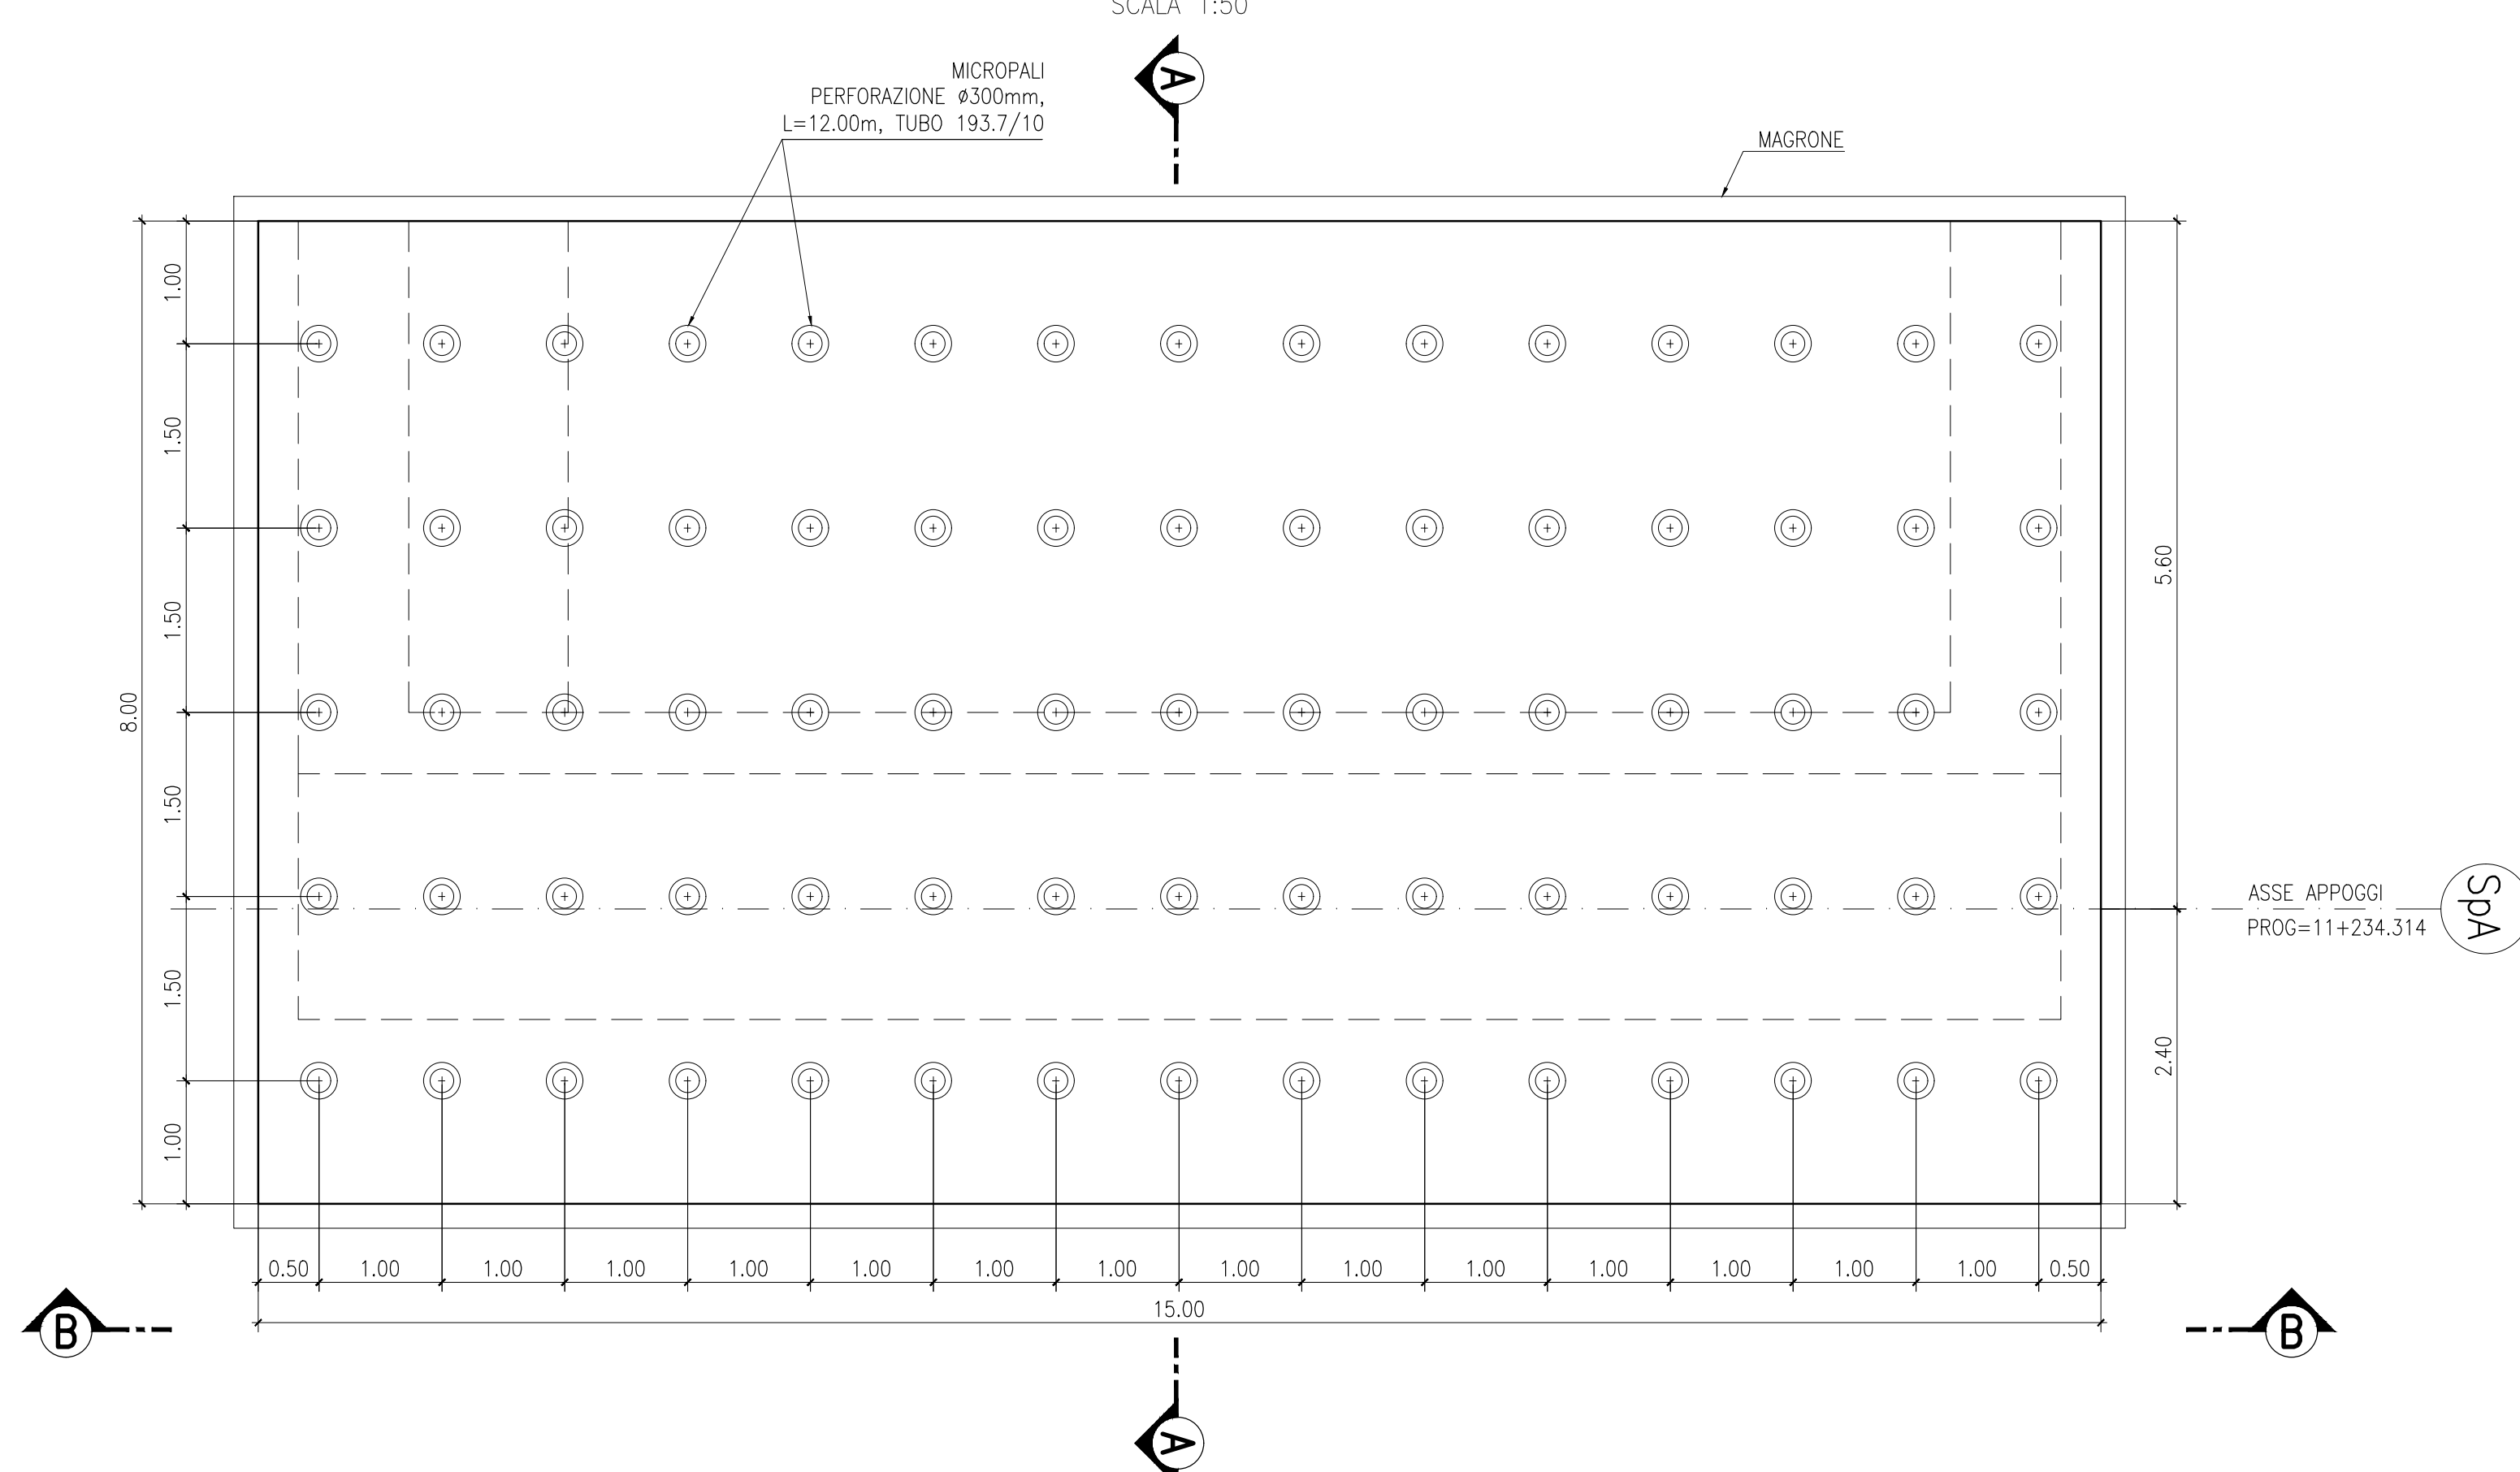 SCALA 1:50
A
MICROPALI
PERFORAZIONE ø300mm,
L=12.00m, TUBO 193.7/10
MAGRONE
1.00
1.50
1.50
1.50
1.50
1.00
8.00
5.60
2.40
ASSE APPOGGI
PROG=11+234.314
SpA
0.50 1.00 1.00 1.00 1.00 1.00 1.00 1.00 1.00 1.00 1.00 1.00 1.00 1.00 1.00 0.50
15.00
B
B
A